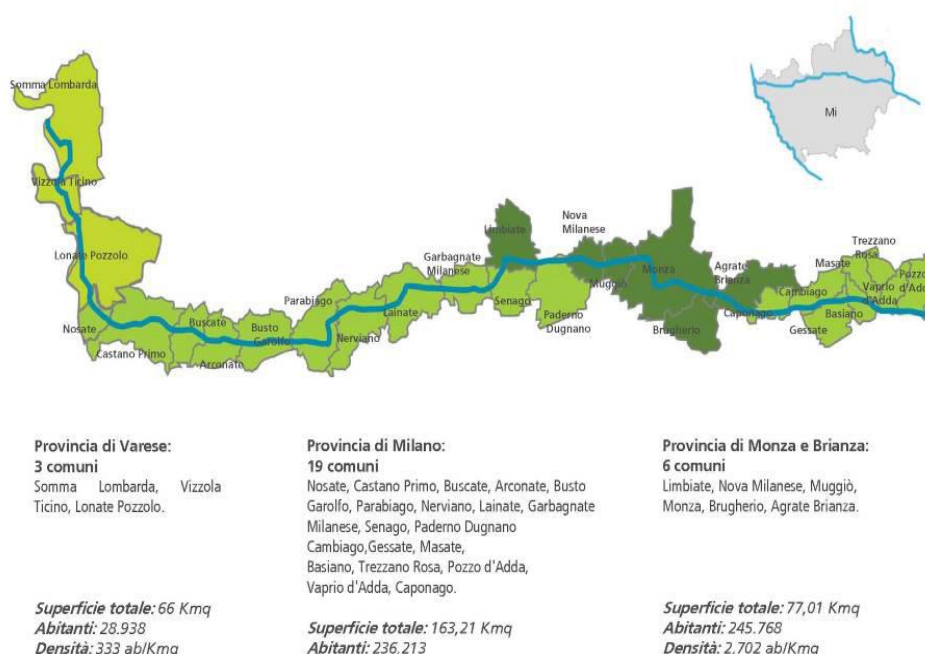 Somma Lombarda
Vizzola Ticino
Lonate Pozzolo
Nosate
Castano Primo
Buscate
Arconate
Busto
Garolfo
Parabiago
Nerviano
Lainate
Garbagnate
Milanese
Limbiate
Senago
Paderno
Dugnano
Nova
Milanese
Muggiò
Monza
Brugherio
Agrate
Brianza
Caponago
Cambiago
Gessate
Masate
Basiano
Trezzano
Rosa
Vaprio
d'Adda
Pozzo
d'Add
Mi
Provincia di Varese:
3 comuni
Somma Lombarda, Vizzola
Ticino, Lonate Pozzolo.
Superficie totale: 66 Kmq
Abitanti: 28.938
Densità: 333 ab/Kmq
Provincia di Milano:
19 comuni
Nosate, Castano Primo, Buscate, Arconate, Busto
Garolfo, Parabiago, Nerviano, Lainate, Garbagnate
Milanese, Senago, Paderno Dugnano
Cambiago,Gessate, Masate,
Basiano, Trezzano Rosa, Pozzo d'Adda,
Vaprio d'Adda, Caponago.
Superficie totale: 163,21 Kmq
Abitanti: 236.213
Provincia di Monza e Brianza:
6 comuni
Limbiate, Nova Milanese, Muggiò,
Monza, Brugherio, Agrate Brianza.
Superficie totale: 77,01 Kmq
Abitanti: 245.768
Densità: 2.702 ab/Kmq